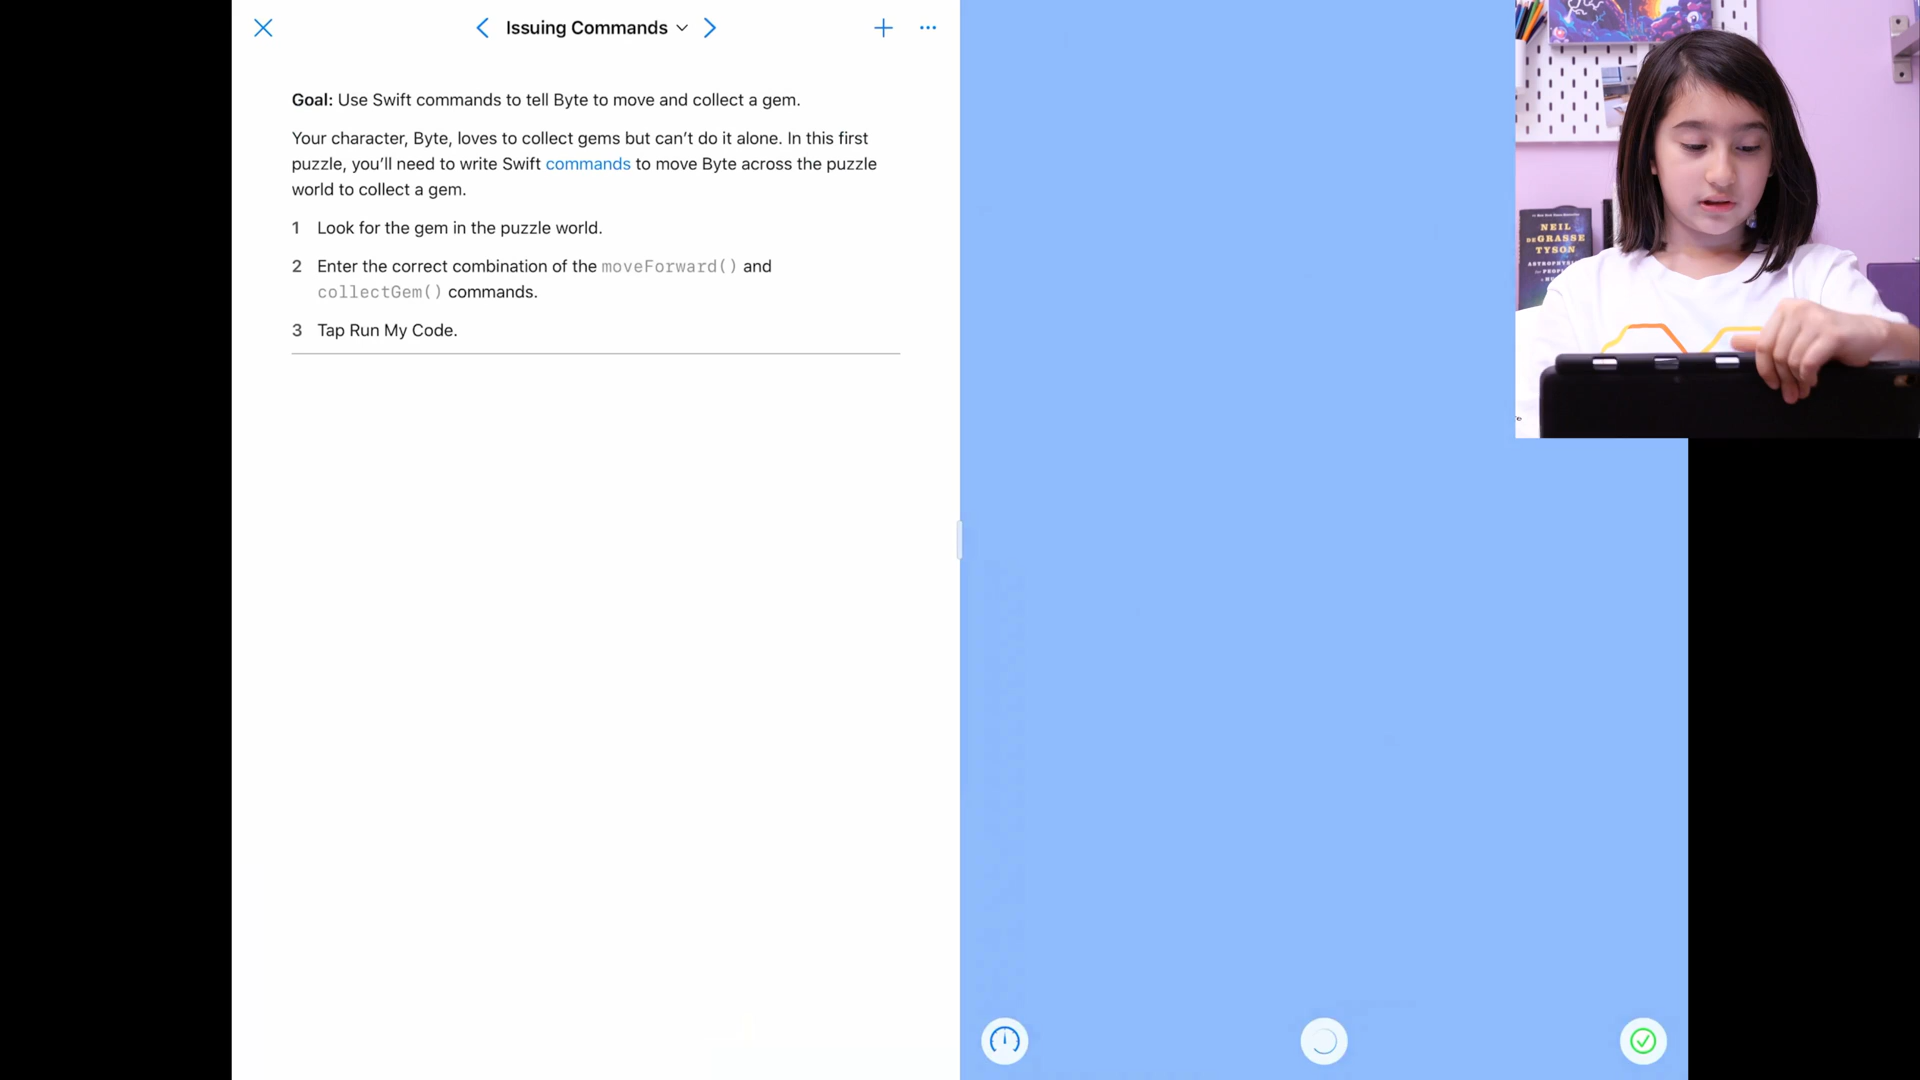 Issuing Commands
Goal: Use Swift commands to tell Byte to move and collect a gem.
Your character, Byte, loves to collect gems but can’t do it alone. In this first
puzzle, you’ll need to write Swift commands to move Byte across the puzzle
world to collect a gem.
1 Look for the gem in the puzzle world.
2 Enter the correct combination of the moveForward() and
collectGem() commands.
3 Tap Run My Code.
NEIL
DEGRASSE
TYSON